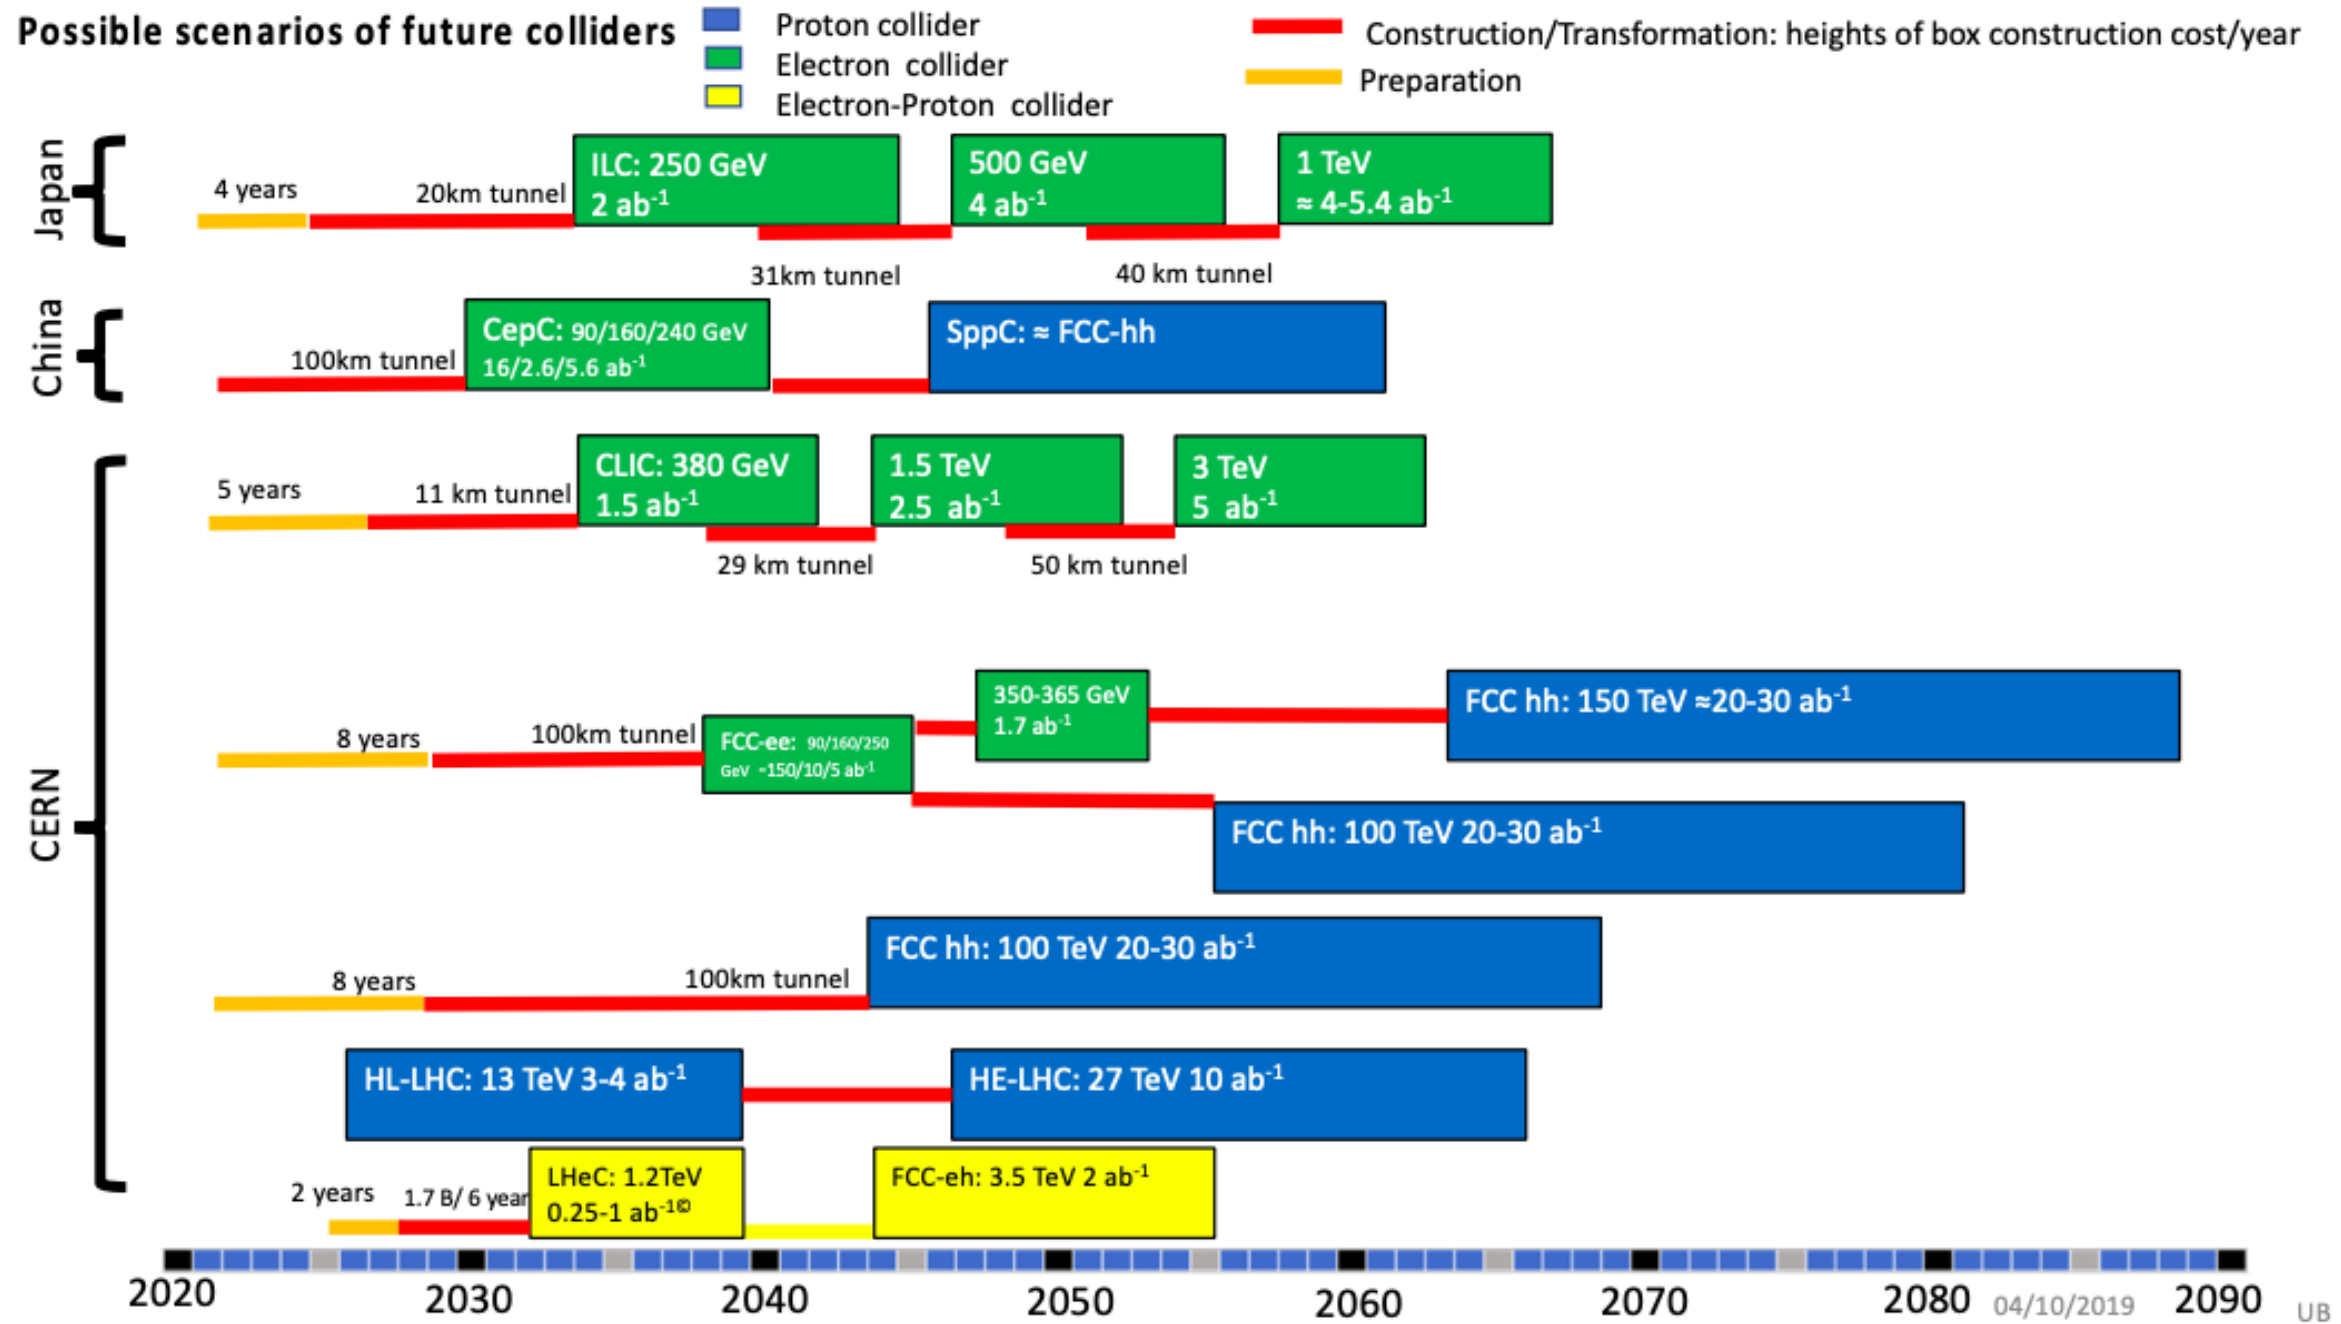 Possible scenarios of future colliders
Proton collider
Electron  collider
Electron-Proton  collider
Construction/Transformation: heights of box construction cost/year
Preparation
Japan
4 years
20km tunnel
ILC: 250 GeV
2 ab⁻¹
500 GeV
4 ab⁻¹
1 TeV
≈ 4-5.4 ab⁻¹
31km tunnel
40 km tunnel
China
100km tunnel
CepC: 90/160/240 GeV
16/2.6/5.6 ab⁻¹
SppC: ≈ FCC-hh
CERN
5 years
11 km tunnel
CLIC: 380 GeV
1.5 ab⁻¹
1.5 TeV
2.5  ab⁻¹
3 TeV
5  ab⁻¹
29 km tunnel
50 km tunnel
8 years
100km tunnel
FCC-ee:  90/160/250
GeV  -150/10/5 ab⁻¹
350-365 GeV
1.7 ab⁻¹
FCC hh: 150 TeV ≈20-30 ab⁻¹
FCC hh: 100 TeV 20-30 ab⁻¹
8 years
100km tunnel
FCC hh: 100 TeV 20-30 ab⁻¹
HL-LHC: 13 TeV 3-4 ab⁻¹
HE-LHC: 27 TeV 10 ab⁻¹
2 years
1.7 B/ 6 year
LHeC: 1.2TeV
0.25-1 ab⁻¹©
FCC-eh: 3.5 TeV 2 ab⁻¹
2020 2030 2040 2050 2060 2070 2080 04/10/2019 2090 UB